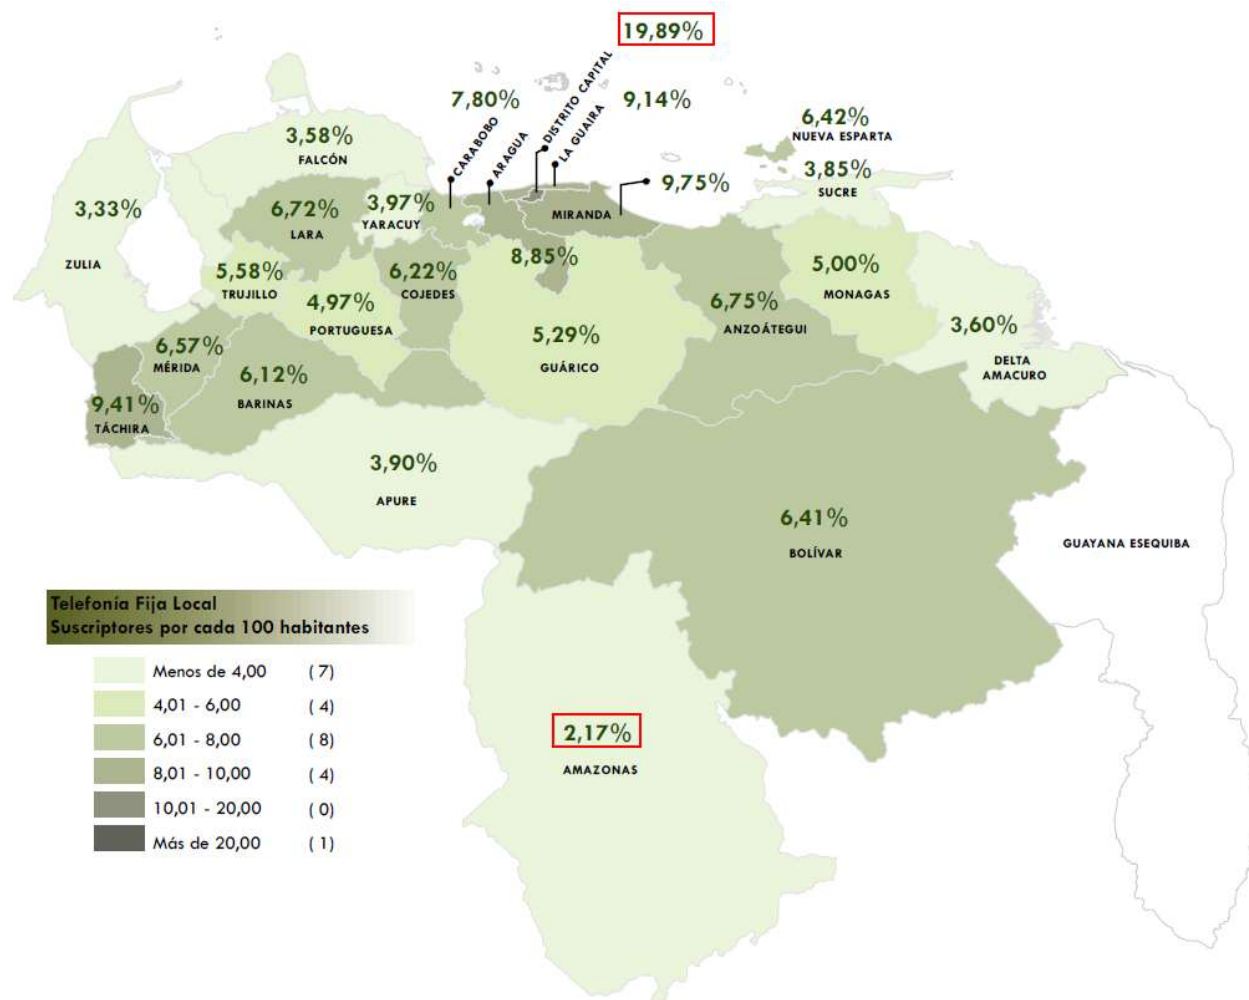 19,89%
DISTRITO CAPITAL
7,80%
CARABOBO
ARAGUA
LA GUAIRA
9,14%
6,42%
NUEVA ESPARTA
3,58%
FALCÓN
9,75%
MIRANDA
3,85%
SUCRE
3,33%
ZULIA
6,72%
LARA
3,97%
YARACUY
5,58%
TRUJILLO
4,97%
PORTUGUESA
6,22%
COJEDES
8,85%
5,29%
GUÁRICO
6,75%
ANZOÁTEGUI
5,00%
MONAGAS
3,60%
DELTA
AMACURO
6,57%
MÉRIDA
6,12%
BARINAS
9,41%
TÁCHIRA
3,90%
APURE
6,41%
BOLÍVAR
GUAYANA ESEQUIBA
Telefonía Fija Local
Suscriptores por cada 100 habitantes
Menos de 4,00 ( 7)
4,01 - 6,00 ( 4)
6,01 - 8,00 ( 8)
8,01 - 10,00 ( 4)
10,01 - 20,00 ( 0)
Más de 20,00 ( 1)
2,17%
AMAZONAS